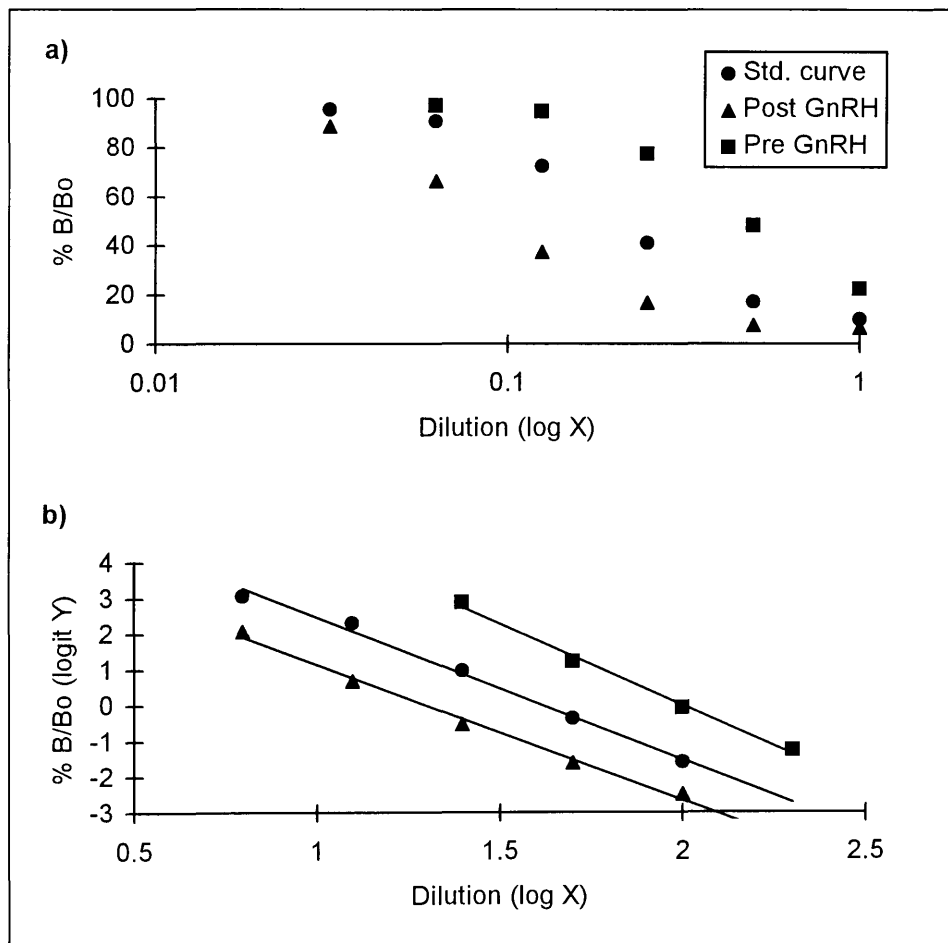 a)
Std. curve
Post GnRH
Pre GnRH
100
80
60
40
20
0
% B/Bo
0.01
0.1
1
Dilution (log X)
b)
4
3
2
1
0
-1
-2
-3
% B/Bo (logit Y)
0.5
1
1.5
2
2.5
Dilution (log X)